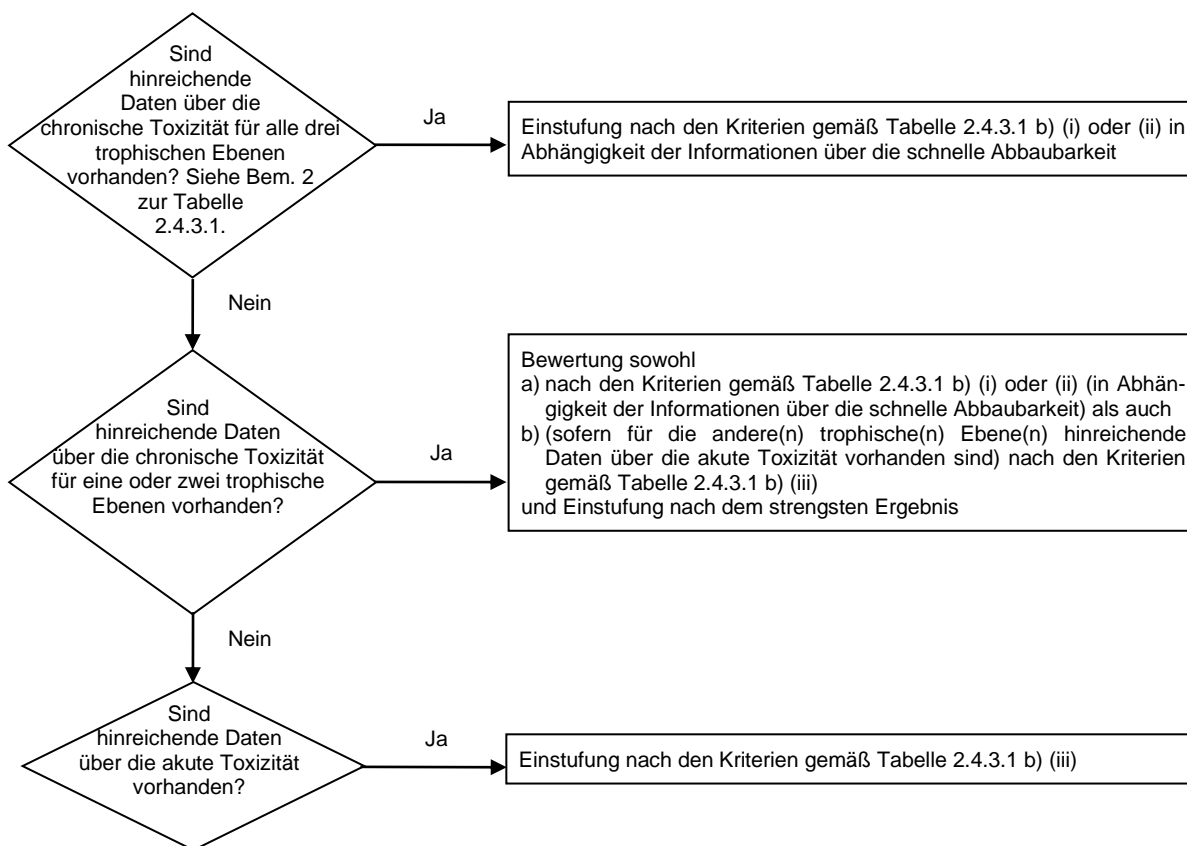 Sind
hinreichende
Daten über die
chronische Toxizität für alle drei
trophischen Ebenen
vorhanden? Siehe Bem. 2
zur Tabelle
2.4.3.1.
Ja
Einstufung nach den Kriterien gemäß Tabelle 2.4.3.1 b) (i) oder (ii) in
Abhängigkeit der Informationen über die schnelle Abbaubarkeit
Nein
Sind
hinreichende Daten
über die chronische Toxizität
für eine oder zwei trophische
Ebenen vorhanden?
Ja
Bewertung sowohl
a) nach den Kriterien gemäß Tabelle 2.4.3.1 b) (i) oder (ii) (in Abhän-
gigkeit der Informationen über die schnelle Abbaubarkeit) als auch
b) (sofern für die andere(n) trophische(n) Ebene(n) hinreichende
Daten über die akute Toxizität vorhanden sind) nach den Kriterien
gemäß Tabelle 2.4.3.1 b) (iii)
und Einstufung nach dem strengsten Ergebnis
Nein
Sind
hinreichende Daten
über die akute Toxizität
vorhanden?
Ja
Einstufung nach den Kriterien gemäß Tabelle 2.4.3.1 b) (iii)